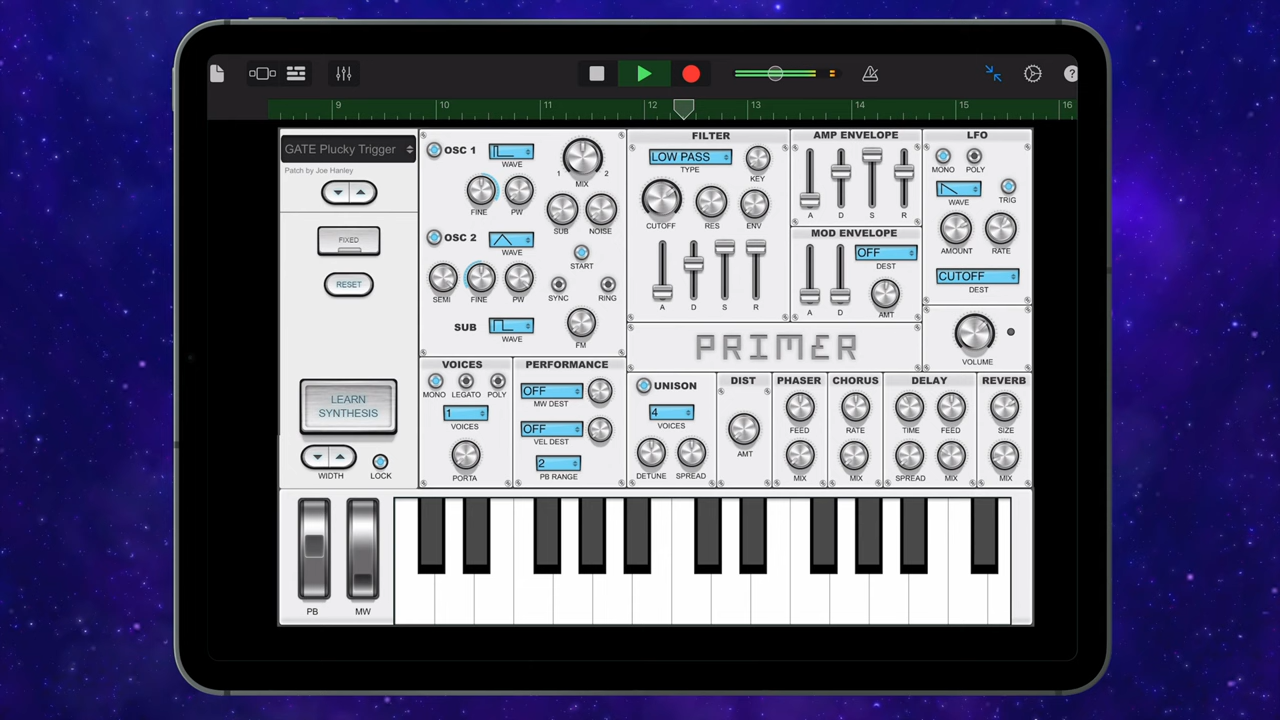 9 10 11 12 13 14 15 16
GATE Plucky Trigger
Patch by Joe Hanley
FIXED
RESET
LEARN
SYNTHESIS
WIDTH
LOCK
OSC 1
WAVE
1 MIX 2
FINE
PW
SUB
NOISE
OSC 2
WAVE
START
SEMI
FINE
PW
SYNC
RING
SUB
WAVE
FM
FILTER
LOW PASS
TYPE
KEY
CUTOFF
RES
ENV
A D S R
AMP ENVELOPE
A D S R
MOD ENVELOPE
OFF
DEST
A D
AMT
LFO
MONO
POLY
WAVE
TRIG
AMOUNT
RATE
CUTOFF
DEST
PRIMER
VOLUME
VOICES
MONO LEGATO POLY
1
VOICES
PORTA
PERFORMANCE
OFF
MW DEST
OFF
VEL DEST
2
PB RANGE
UNISON
4
VOICES
DETUNE
SPREAD
DIST
AMT
PHASER
FEED
MIX
CHORUS
RATE
MIX
DELAY
TIME
FEED
SPREAD
MIX
REVERB
SIZE
MIX
PB
MW
?